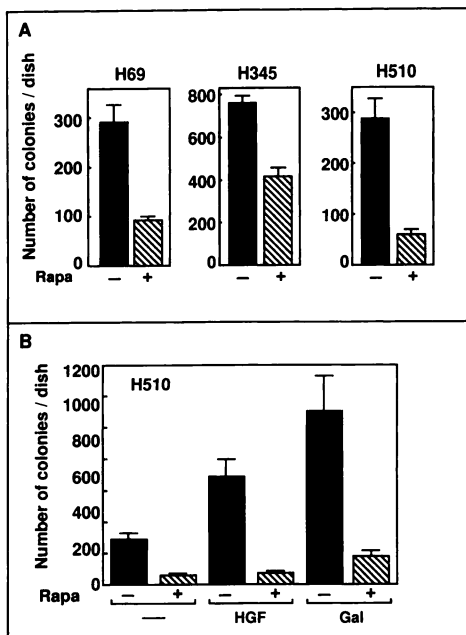 A
H69 H345 H510
Number of colonies / dish
300
200
100
0
800
600
400
200
0
300
200
100
0
Rapa – + – + – +
B
H510
Number of colonies / dish
1200
1000
800
600
400
200
0
Rapa – + – + – +
— HGF Gal